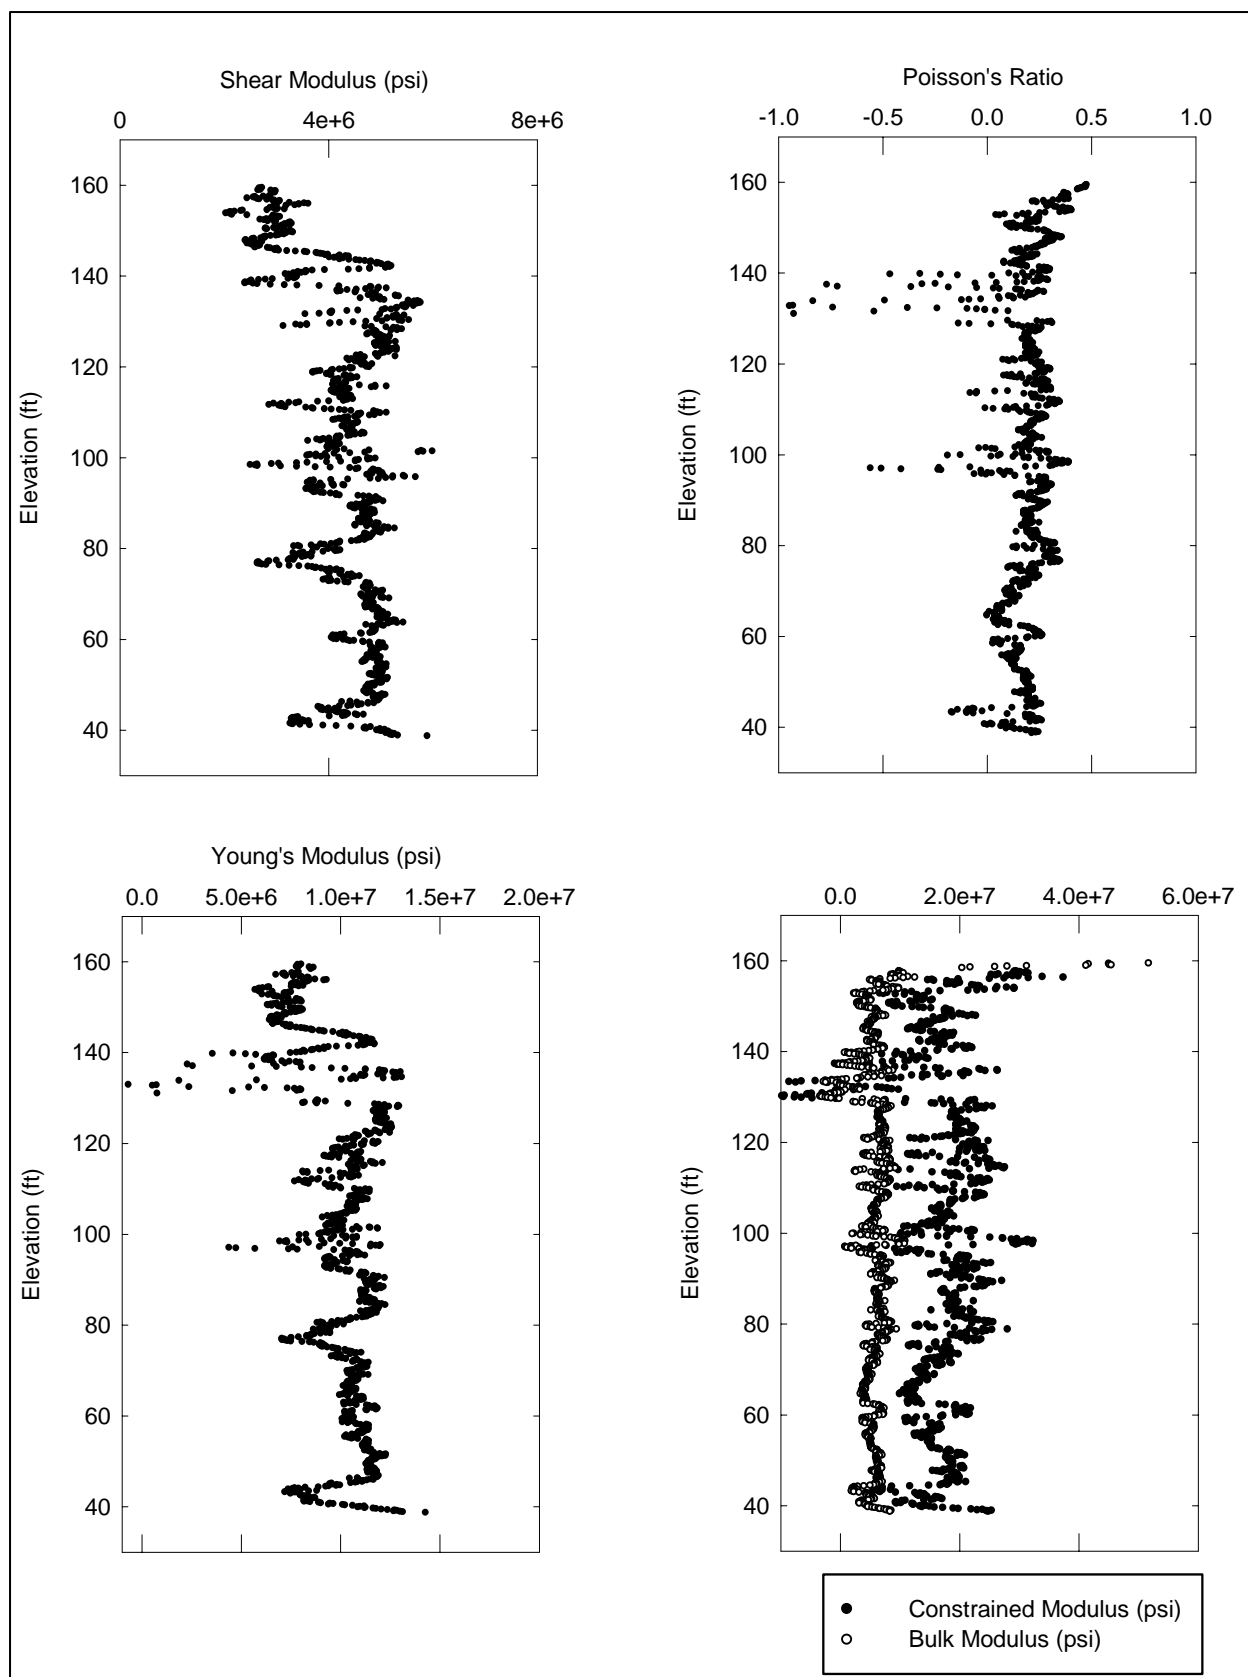 Shear Modulus (psi)
0 4e+6 8e+6
Elevation (ft)
160
140
120
100
80
60
40
Poisson's Ratio
-1.0 -0.5 0.0 0.5 1.0
Elevation (ft)
160
140
120
100
80
60
40
Young's Modulus (psi)
0.0 5.0e+6 1.0e+7 1.5e+7 2.0e+7
Elevation (ft)
160
140
120
100
80
60
40
0.0 2.0e+7 4.0e+7 6.0e+7
Elevation (ft)
160
140
120
100
80
60
40
Constrained Modulus (psi)
Bulk Modulus (psi)